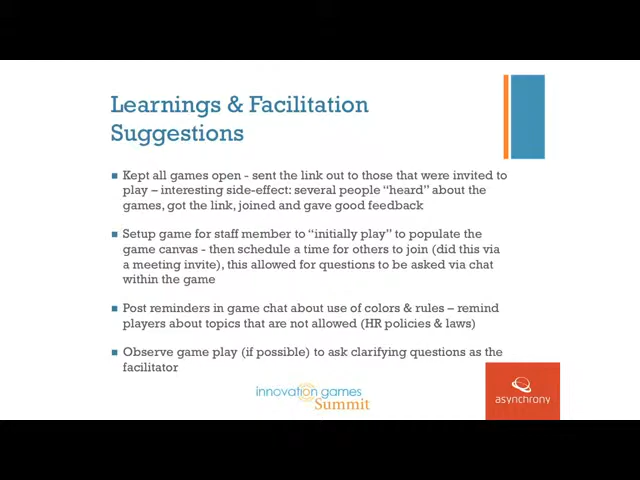 Learnings & Facilitation
Suggestions
Kept all games open - sent the link out to those that were invited to
play – interesting side-effect: several people “heard” about the
games, got the link, joined and gave good feedback
Setup game for staff member to “initially play” to populate the
game canvas - then schedule a time for others to join (did this via
a meeting invite), this allowed for questions to be asked via chat
within the game
Post reminders in game chat about use of colors & rules – remind
players about topics that are not allowed (HR policies & laws)
Observe game play (if possible) to ask clarifying questions as the
facilitator
innovation games
Summit
asynchrony